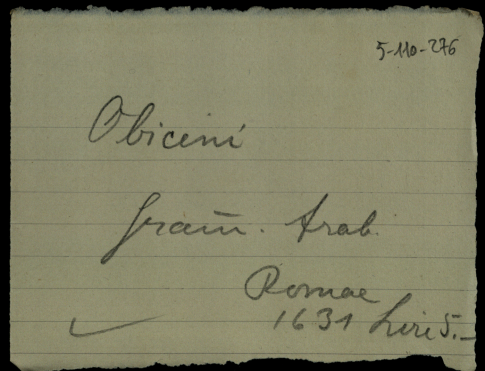 5-110-276
Obicini
Gram̅. Arab.
Romae
1631 Lire 5.–